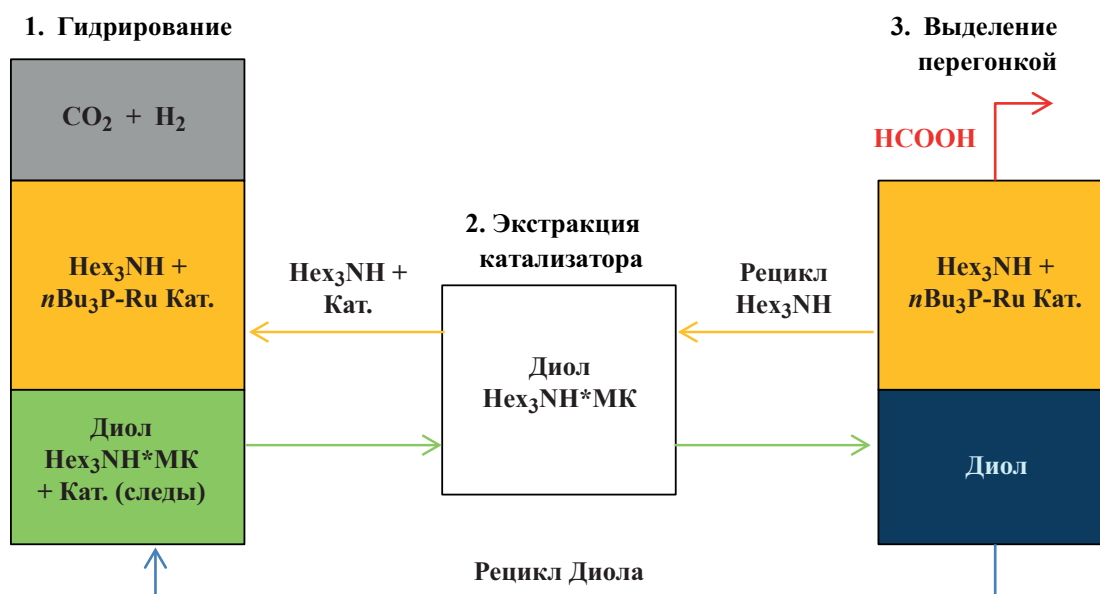 1. Гидрирование
CO₂ + H₂
Hex₃NH +
nBu₃P-Ru Кат.
Диол
Hex₃NH*МК
+ Кат. (следы)
Hex₃NH +
Кат.
2. Экстракция
катализатора
Диол
Hex₃NH*МК
Рецикл
Hex₃NH
3. Выделение
перегонкой
HCOOH
Hex₃NH +
nBu₃P-Ru Кат.
Диол
Рецикл Диола